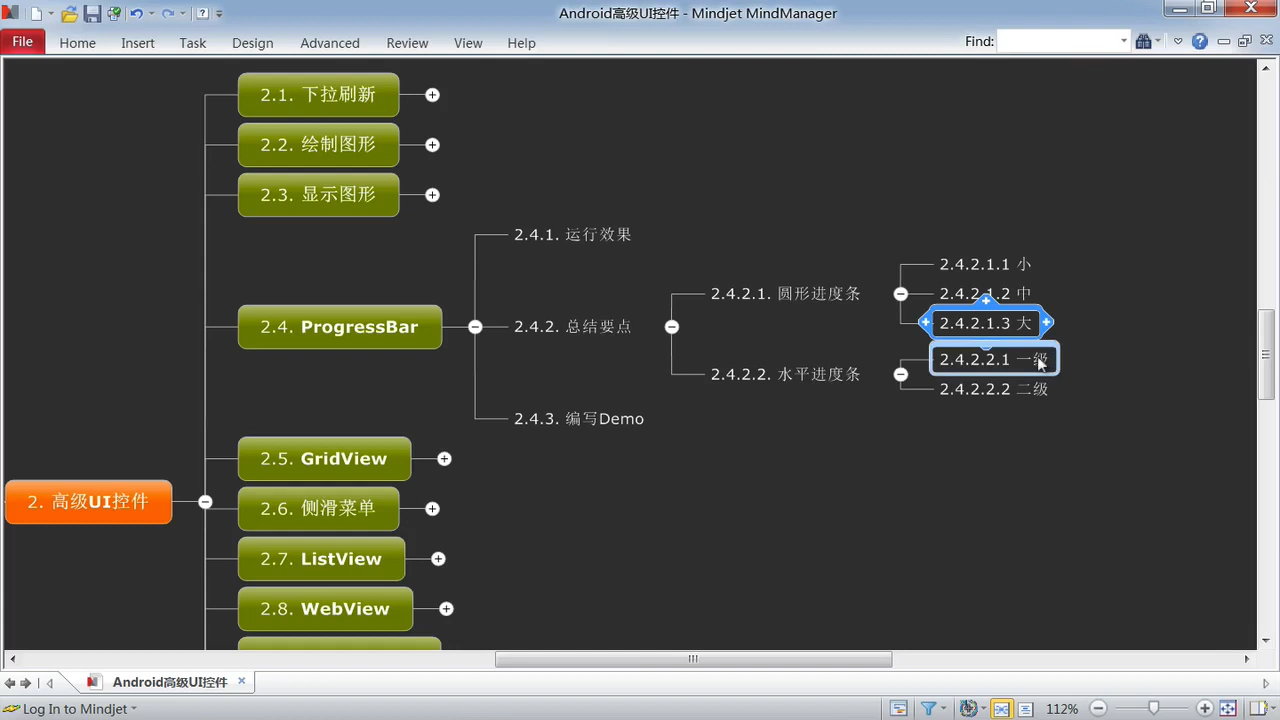 Android高级UI控件 - Mindjet MindManager
File Home Insert Task Design Advanced Review View Help Find:
2.1. 下拉刷新
2.2. 绘制图形
2.3. 显示图形
2.4.1. 运行效果
2.4.2.1.1 小
2.4.2.1. 圆形进度条
2.4.2.1.2 中
2.4. ProgressBar
2.4.2. 总结要点
2.4.2.1.3 大
2.4.2.2.1 一级
2.4.2.2. 水平进度条
2.4.2.2.2 二级
2.4.3. 编写Demo
2.5. GridView
2. 高级UI控件
2.6. 侧滑菜单
2.7. ListView
2.8. WebView
Android高级UI控件
Log In to Mindjet
112%